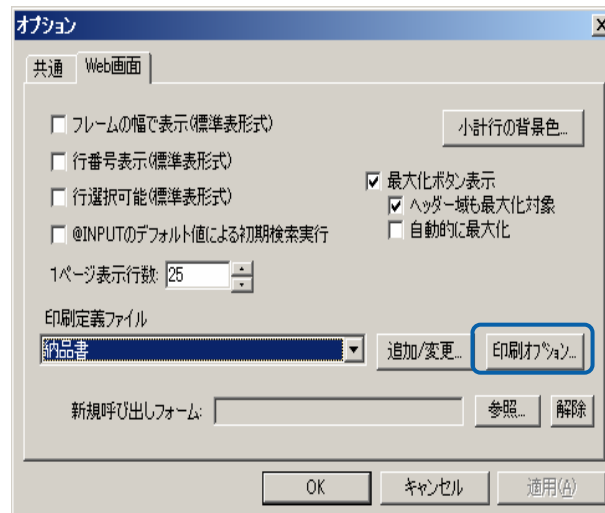 オプション
共通
Web画面
フレームの幅で表示(標準表形式)
小計行の背景色...
行番号表示(標準表形式)
最大化ボタン表示
行選択可能(標準表形式)
ヘッダー域も最大化対象
@INPUTのデフォルト値による初期検索実行
自動的に最大化
1ページ表示行数: 25
印刷定義ファイル
納品書
追加/変更...
印刷オプション...
新規呼び出しフォーム:
参照...
解除
OK
キャンセル
適用(A)